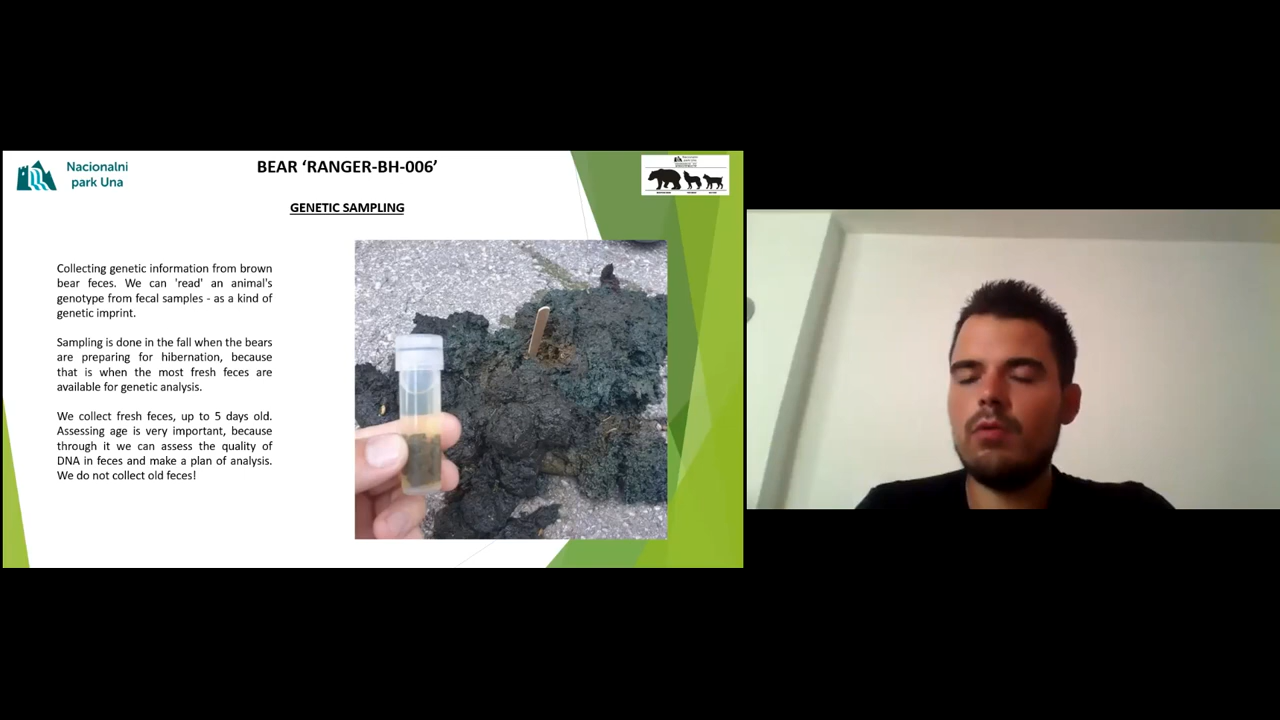 Nacionalni
park Una
BEAR ‘RANGER-BH-006’
GENETIC SAMPLING
Collecting genetic information from brown
bear feces. We can 'read' an animal's
genotype from fecal samples - as a kind of
genetic imprint.
Sampling is done in the fall when the bears
are preparing for hibernation, because
that is when the most fresh feces are
available for genetic analysis.
We collect fresh feces, up to 5 days old.
Assessing age is very important, because
through it we can assess the quality of
DNA in feces and make a plan of analysis.
We do not collect old feces!